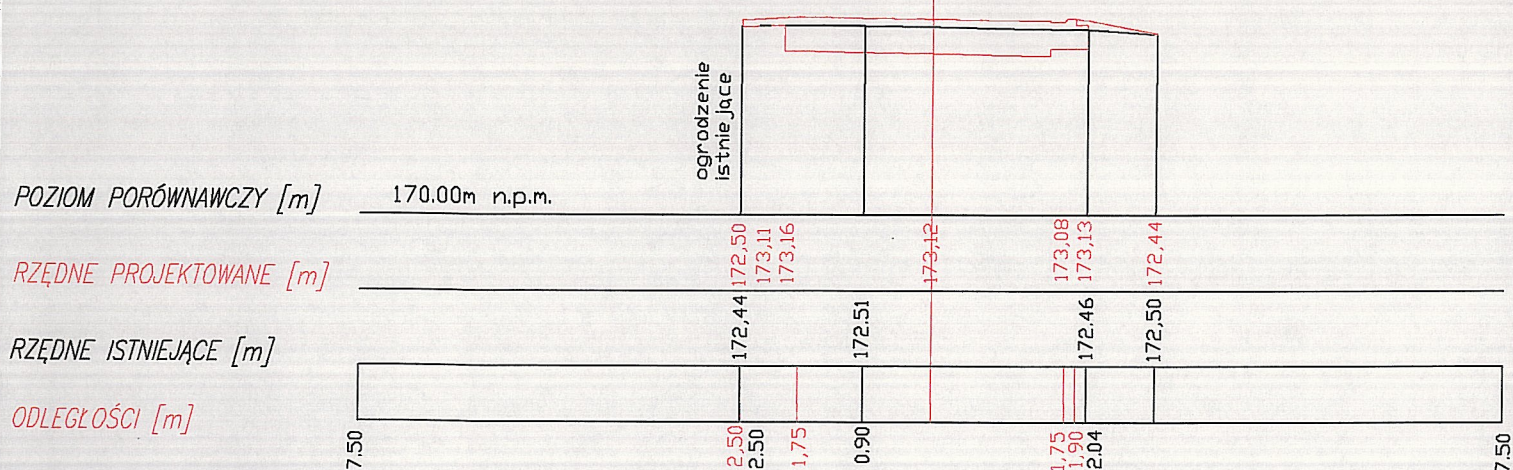 ogrodzenie
istniejące
POZIOM PORÓWNAWCZY [m] 170.00m n.p.m.
RZĘDNE PROJEKTOWANE [m] 172,50 173,11 173,16 173,12 173,08 173,13 172,44
RZĘDNE ISTNIEJĄCE [m] 172,44 172.51 172.46 172,50
ODLEGŁOŚCI [m] 7.50 2,50 2.50 1,75 0.90 1,75 1,90 2.04 7.50